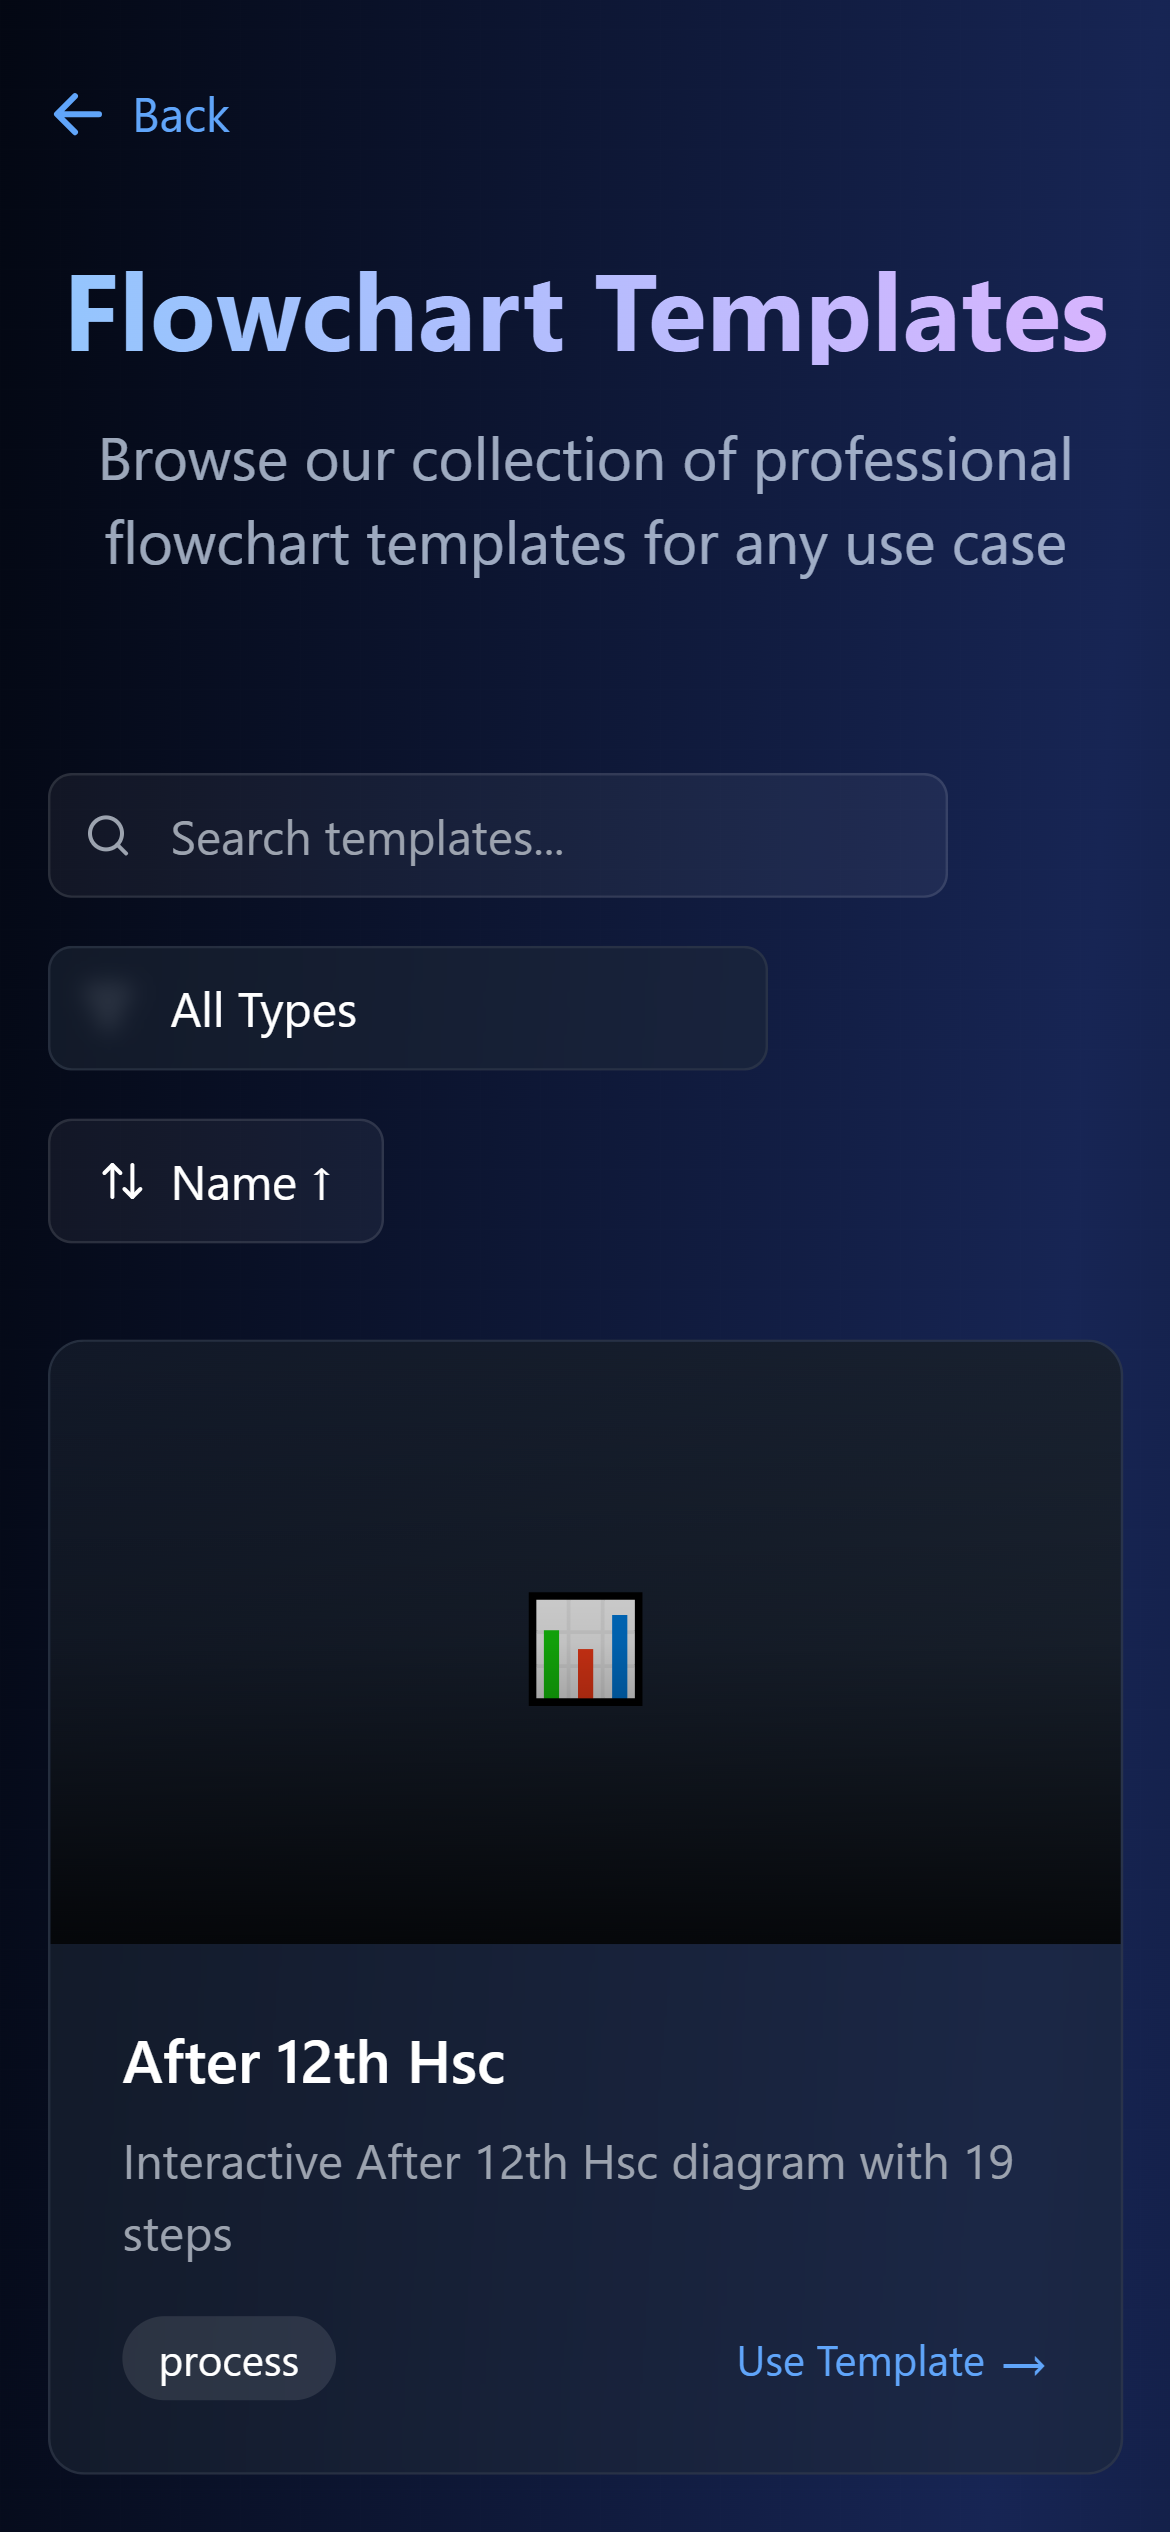 Back
Flowchart Templates
Browse our collection of professional
flowchart templates for any use case
Search templates...
All Types
Name ↑
After 12th Hsc
Interactive After 12th Hsc diagram with 19
steps
process
Use Template →